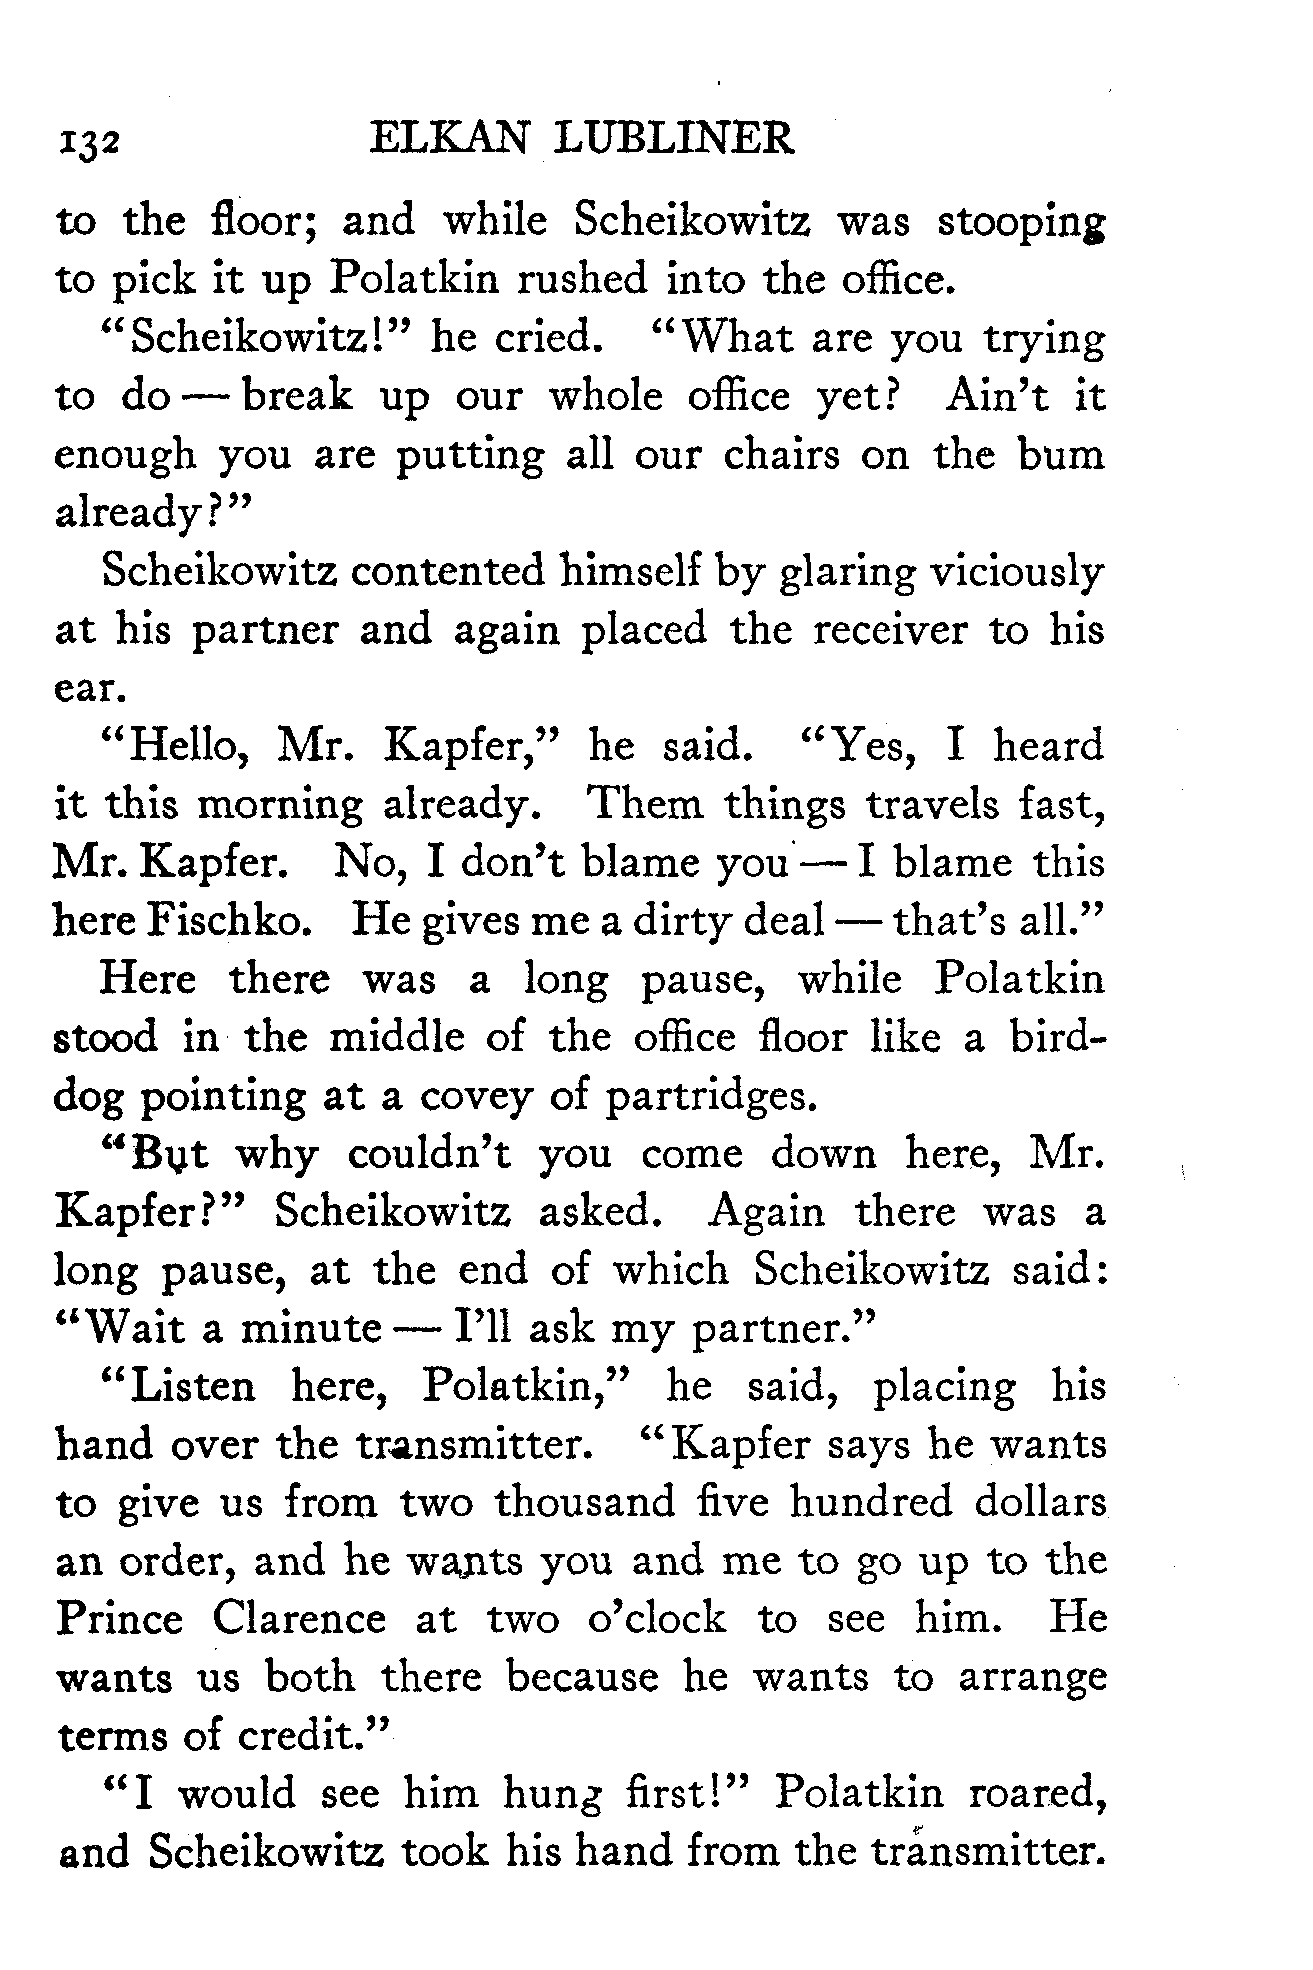 132 ELKAN LUBLINER
to the floor; and while Scheikowitz was stooping
to pick it up Polatkin rushed into the office.
“Scheikowitz!” he cried. “What are you trying
to do — break up our whole office yet? Ain’t it
enough you are putting all our chairs on the bum
already?”
Scheikowitz contented himself by glaring viciously
at his partner and again placed the receiver to his
ear.
“Hello, Mr. Kapfer,” he said. “Yes, I heard
it this morning already. Them things travels fast,
Mr. Kapfer. No, I don’t blame you — I blame this
here Fischko. He gives me a dirty deal — that’s all.”
Here there was a long pause, while Polatkin
stood in the middle of the office floor like a bird-
dog pointing at a covey of partridges.
“But why couldn’t you come down here, Mr.
Kapfer?” Scheikowitz asked. Again there was a
long pause, at the end of which Scheikowitz said:
“Wait a minute — I’ll ask my partner.”
“Listen here, Polatkin,” he said, placing his
hand over the transmitter. “Kapfer says he wants
to give us from two thousand five hundred dollars
an order, and he wants you and me to go up to the
Prince Clarence at two o’clock to see him. He
wants us both there because he wants to arrange
terms of credit.”
“I would see him hung first!” Polatkin roared,
and Scheikowitz took his hand from the transmitter.